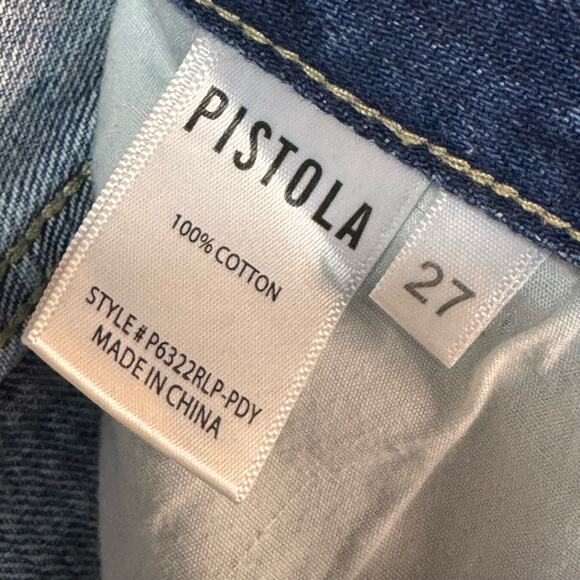 PISTOLA
100% COTTON
STYLE # P6322RLP-PDY
MADE IN CHINA
27